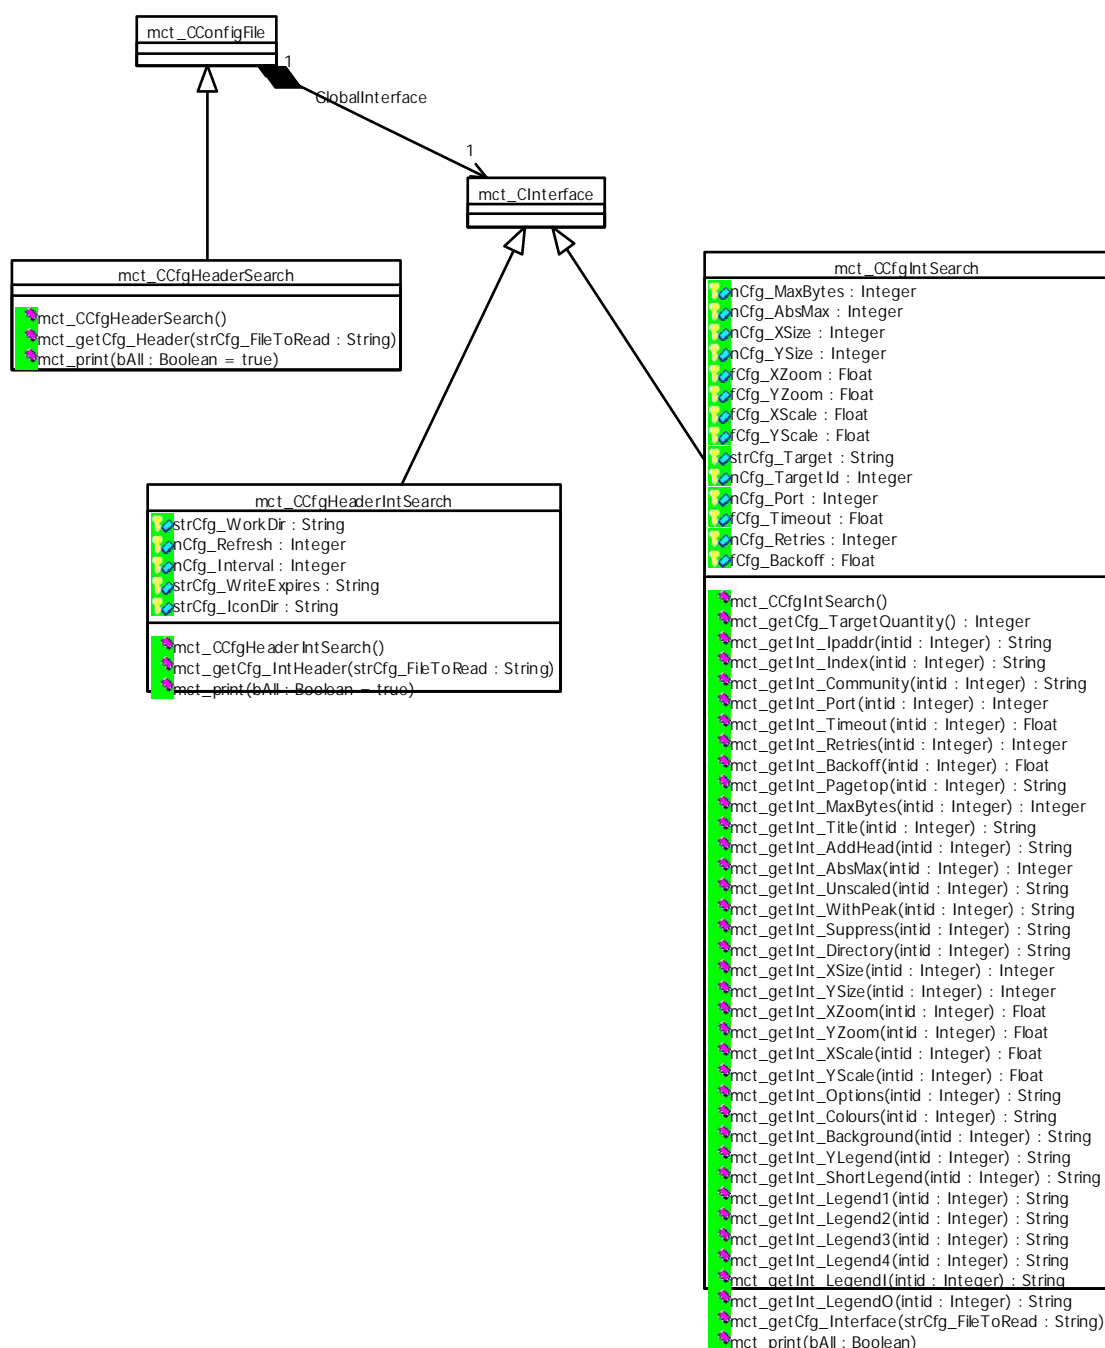 mct_CConfigFile
1
GlobalInterface
1
mct_CInterface
mct_CCfgHeaderSearch
mct_CCfgHeaderSearch()
mct_getCfg_Header(strCfg_FileToRead : String)
mct_print(bAll : Boolean = true)
mct_CCfgHeaderIntSearch
strCfg_WorkDir : String
nCfg_Refresh : Integer
nCfg_Interval : Integer
strCfg_WriteExpires : String
strCfg_IconDir : String
mct_CCfgHeaderIntSearch()
mct_getCfg_IntHeader(strCfg_FileToRead : String)
mct_print(bAll : Boolean = true)
mct_CCfgIntSearch
nCfg_MaxBytes : Integer
nCfg_AbsMax : Integer
nCfg_XSize : Integer
nCfg_YSize : Integer
fCfg_XZoom : Float
fCfg_YZoom : Float
fCfg_XScale : Float
fCfg_YScale : Float
strCfg_Target : String
nCfg_TargetId : Integer
nCfg_Port : Integer
fCfg_Timeout : Float
nCfg_Retries : Integer
fCfg_Backoff : Float
mct_CCfgIntSearch()
mct_getCfg_TargetQuantity() : Integer
mct_getInt_Ipaddr(intid : Integer) : String
mct_getInt_Index(intid : Integer) : String
mct_getInt_Community(intid : Integer) : String
mct_getInt_Port(intid : Integer) : Integer
mct_getInt_Timeout(intid : Integer) : Float
mct_getInt_Retries(intid : Integer) : Integer
mct_getInt_Backoff(intid : Integer) : Float
mct_getInt_Pagetop(intid : Integer) : String
mct_getInt_MaxBytes(intid : Integer) : Integer
mct_getInt_Title(intid : Integer) : String
mct_getInt_AddHead(intid : Integer) : String
mct_getInt_AbsMax(intid : Integer) : Integer
mct_getInt_Unscaled(intid : Integer) : String
mct_getInt_WithPeak(intid : Integer) : String
mct_getInt_Suppress(intid : Integer) : String
mct_getInt_Directory(intid : Integer) : String
mct_getInt_XSize(intid : Integer) : Integer
mct_getInt_YSize(intid : Integer) : Integer
mct_getInt_XZoom(intid : Integer) : Float
mct_getInt_YZoom(intid : Integer) : Float
mct_getInt_XScale(intid : Integer) : Float
mct_getInt_YScale(intid : Integer) : Float
mct_getInt_Options(intid : Integer) : String
mct_getInt_Colours(intid : Integer) : String
mct_getInt_Background(intid : Integer) : String
mct_getInt_YLegend(intid : Integer) : String
mct_getInt_ShortLegend(intid : Integer) : String
mct_getInt_Legend1(intid : Integer) : String
mct_getInt_Legend2(intid : Integer) : String
mct_getInt_Legend3(intid : Integer) : String
mct_getInt_Legend4(intid : Integer) : String
mct_getInt_LegendI(intid : Integer) : String
mct_getInt_LegendO(intid : Integer) : String
mct_getCfg_Interface(strCfg_FileToRead : String)
mct_print(bAll : Boolean)